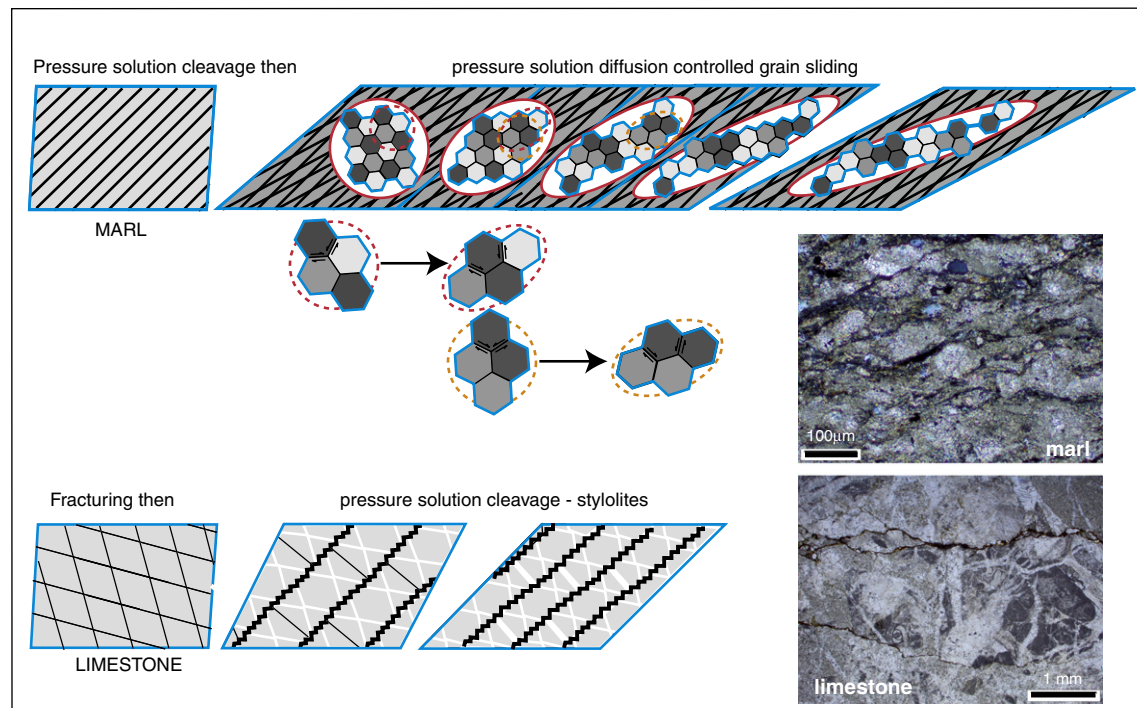 Pressure solution cleavage then
pressure solution diffusion controlled grain sliding
MARL
100µm
marl
Fracturing then
pressure solution cleavage - stylolites
LIMESTONE
limestone
1 mm